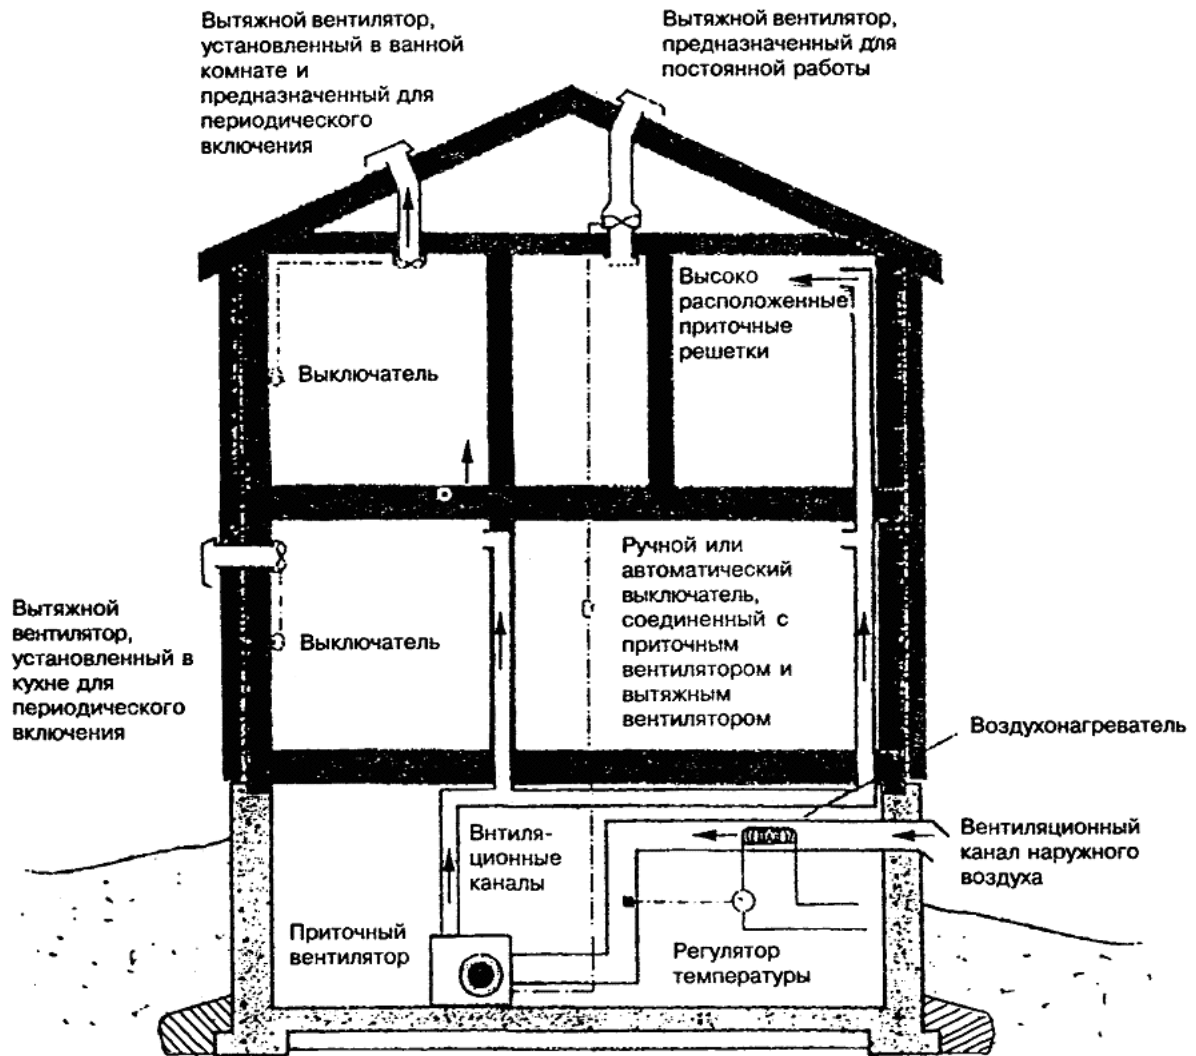 Вытяжной вентилятор,
установленный в ванной
комнате и
предназначенный для
периодического
включения
Вытяжной вентилятор,
предназначенный для
постоянной работы
Высоко
расположенные
приточные
решетки
Выключатель
Ручной или
автоматический
выключатель,
соединенный с
приточным
вентилятором и
вытяжным
вентилятором
Вытяжной
вентилятор,
установленный в
кухне для
периодического
включения
Выключатель
Воздухонагреватель
Внтиля-
ционные
каналы
Вентиляционный
канал наружного
воздуха
Приточный
вентилятор
Регулятор
температуры